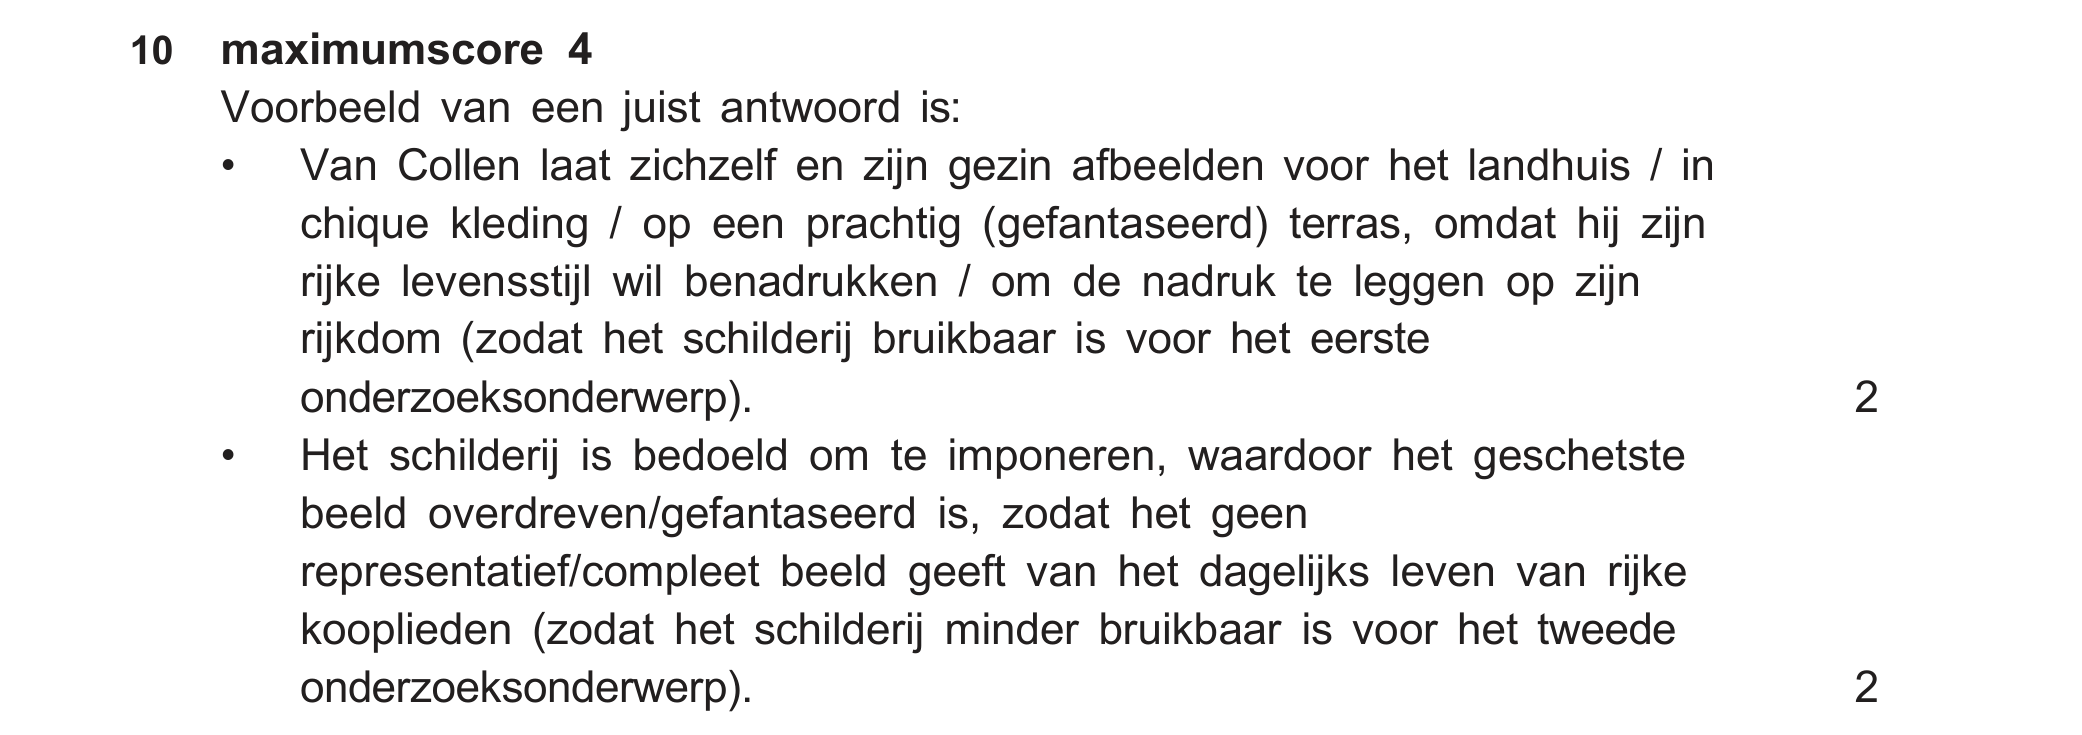 10 maximumscore 4
Voorbeeld van een juist antwoord is:
• Van Collen laat zichzelf en zijn gezin afbeelden voor het landhuis / in
chique kleding / op een prachtig (gefantaseerd) terras, omdat hij zijn
rijke levensstijl wil benadrukken / om de nadruk te leggen op zijn
rijkdom (zodat het schilderij bruikbaar is voor het eerste
onderzoeksonderwerp). 2
• Het schilderij is bedoeld om te imponeren, waardoor het geschetste
beeld overdreven/gefantaseerd is, zodat het geen
representatief/compleet beeld geeft van het dagelijks leven van rijke
kooplieden (zodat het schilderij minder bruikbaar is voor het tweede
onderzoeksonderwerp). 2